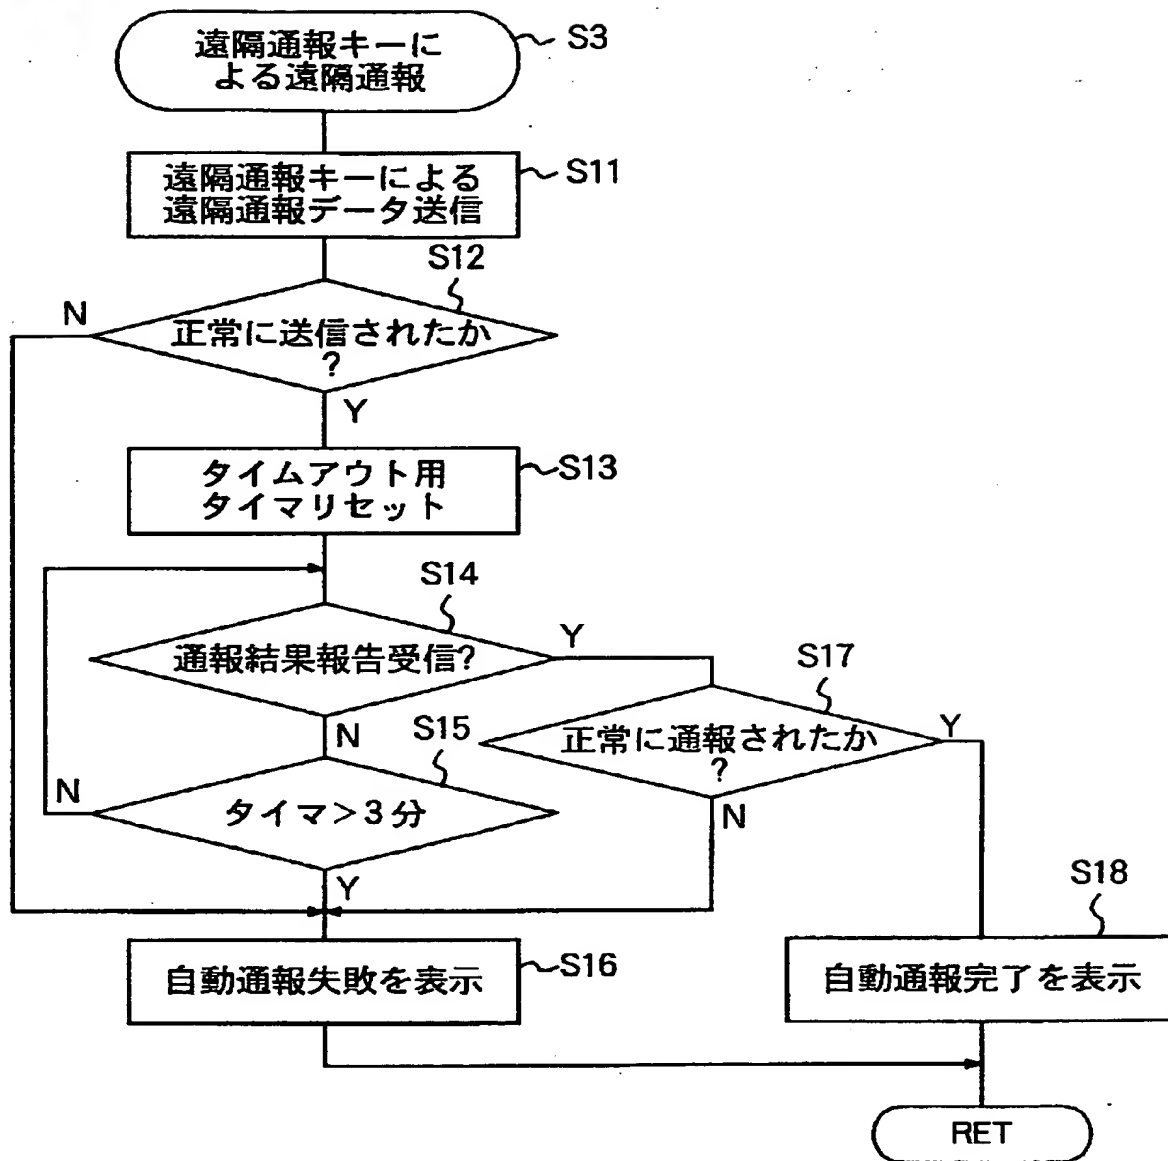 遠隔通報キーに
よる遠隔通報
S3
遠隔通報キーによる
遠隔通報データ送信
S11
S12
N
正常に送信されたか
?
Y
タイムアウト用
タイマリセット
S13
S14
通報結果報告受信?
Y
N
S17
正常に通報されたか
?
Y
N
S15
N
タイマ>3分
Y
自動通報失敗を表示
S16
S18
自動通報完了を表示
RET